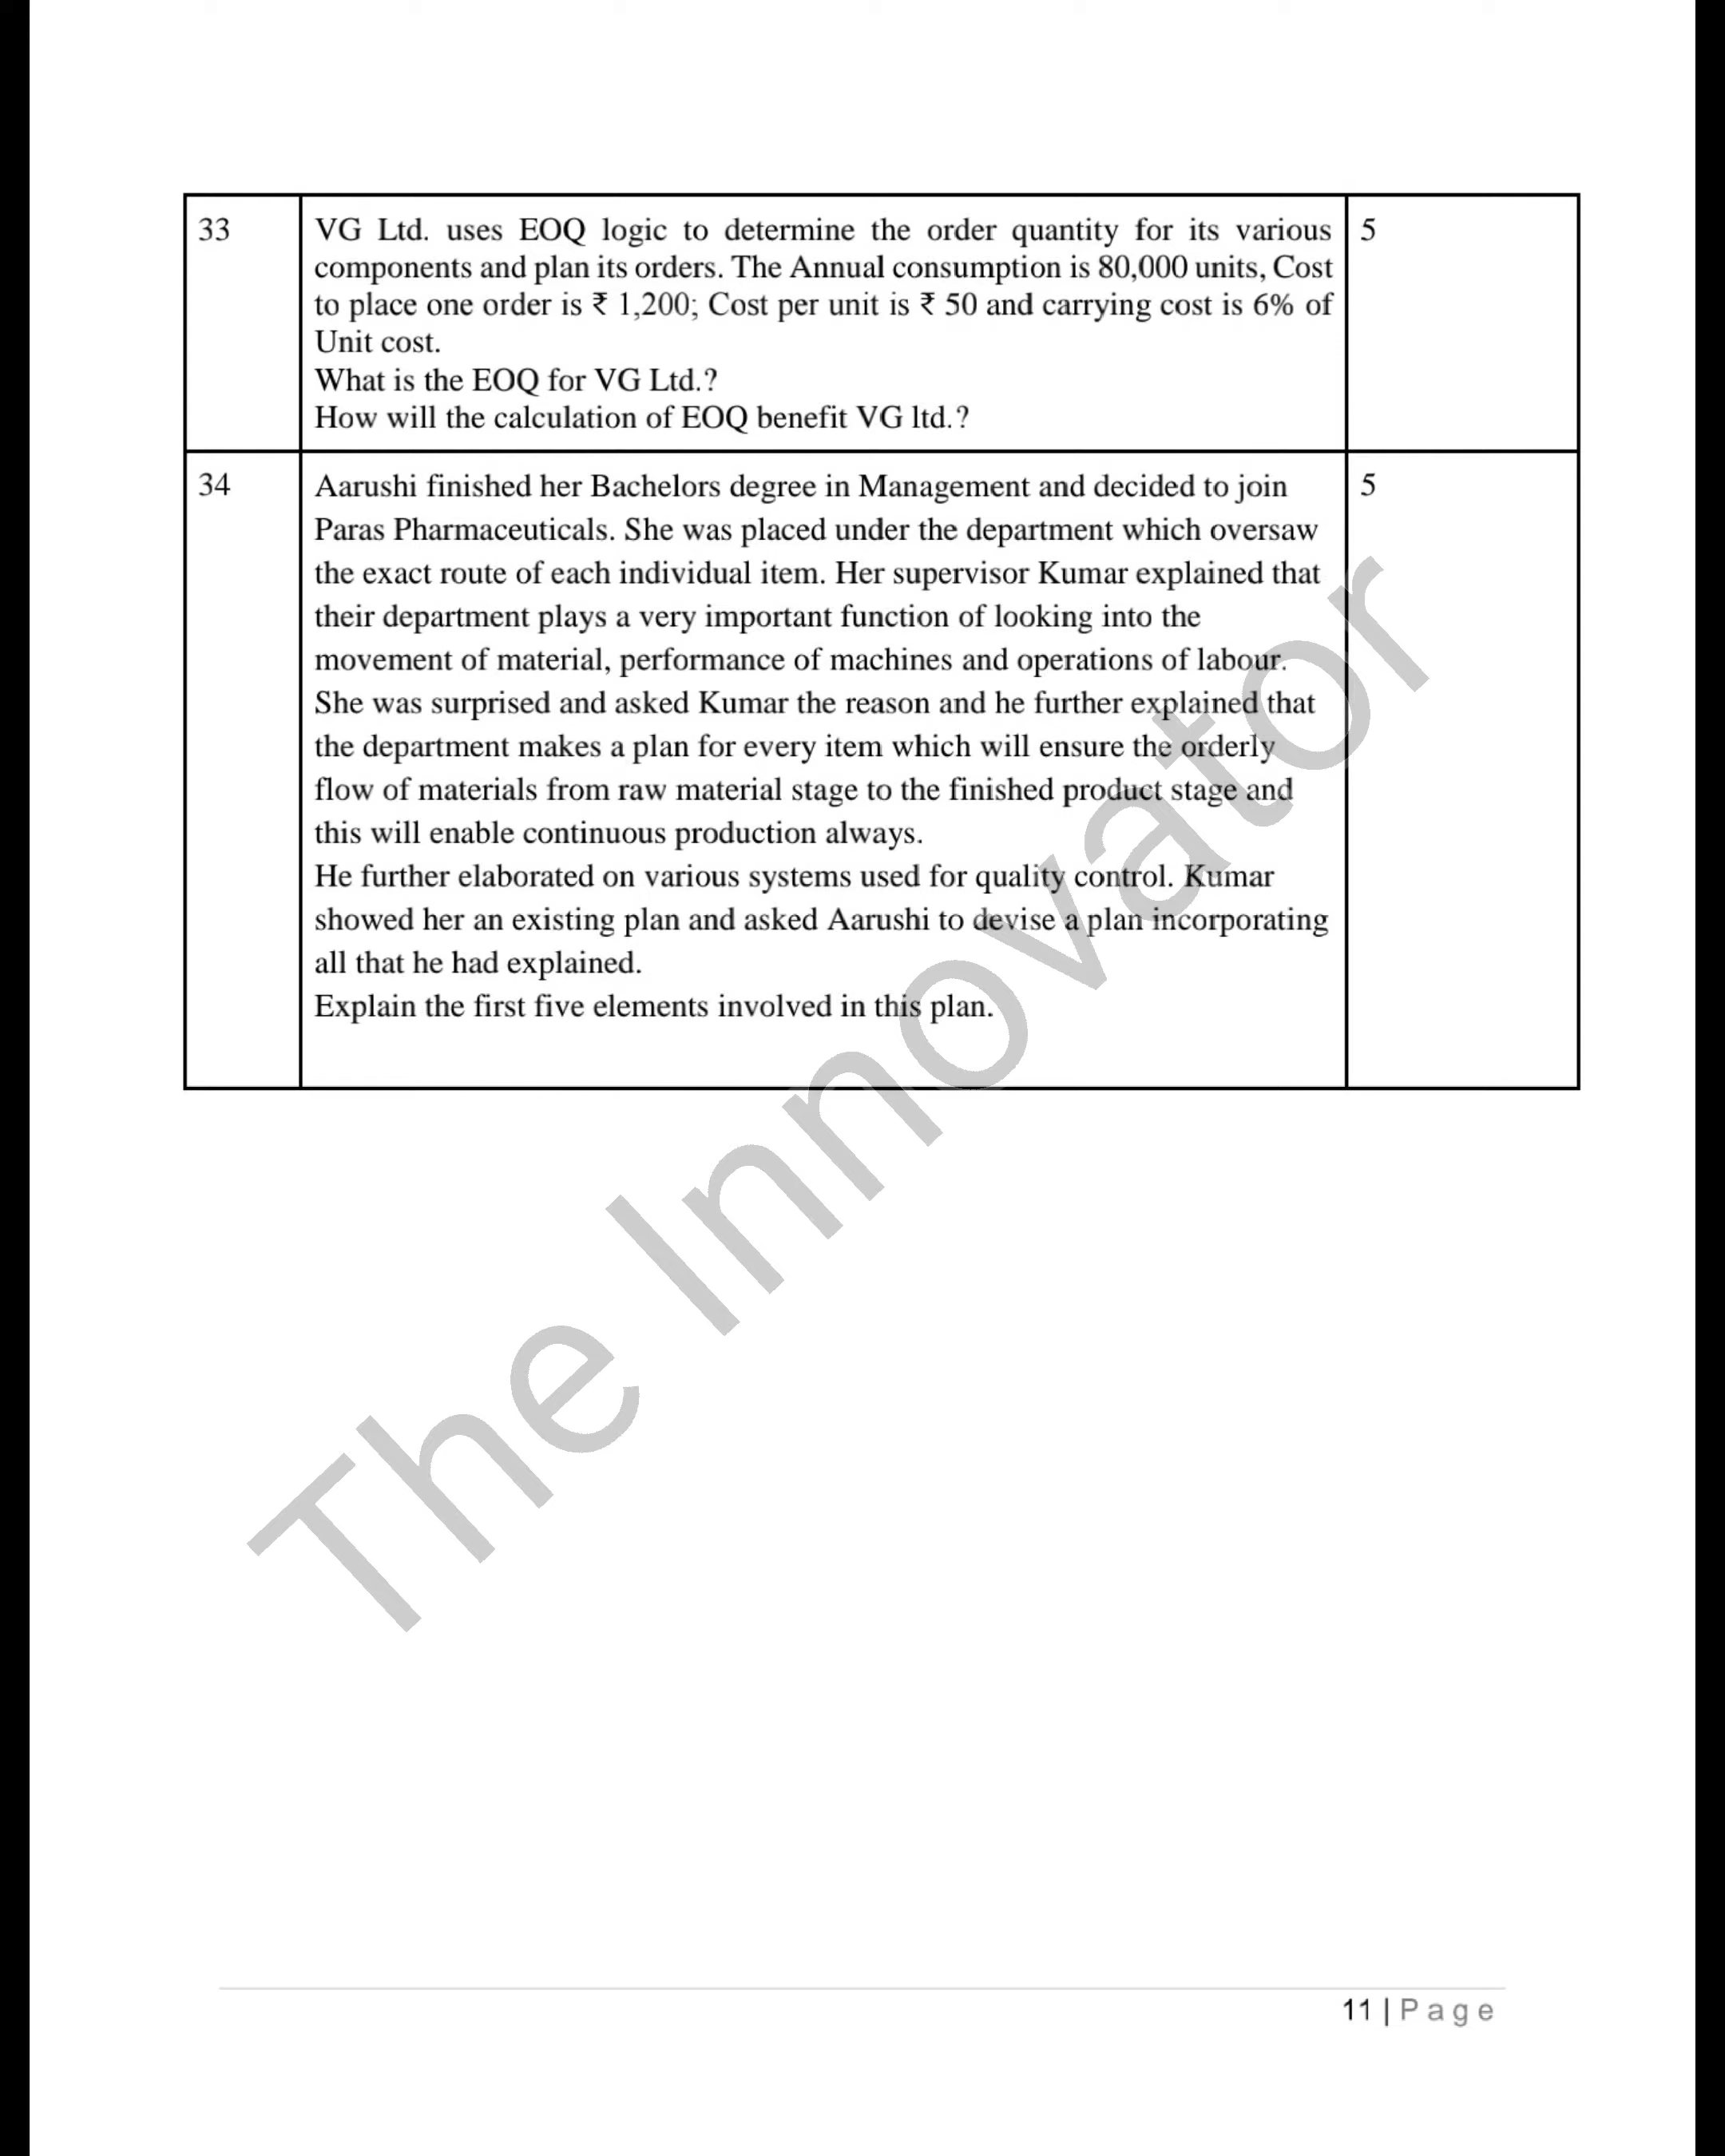 33
VG Ltd. uses EOQ logic to determine the order quantity for its various
5
components and plan its orders. The Annual consumption is 80,000 units, Cost
to place one order is ₹ 1,200; Cost per unit is ₹ 50 and carrying cost is 6% of
Unit cost.
What is the EOQ for VG Ltd.?
How will the calculation of EOQ benefit VG ltd.?
34
Aarushi finished her Bachelors degree in Management and decided to join
5
Paras Pharmaceuticals. She was placed under the department which oversaw
the exact route of each individual item. Her supervisor Kumar explained that
their department plays a very important function of looking into the
movement of material, performance of machines and operations of labour.
She was surprised and asked Kumar the reason and he further explained that
the department makes a plan for every item which will ensure the orderly
flow of materials from raw material stage to the finished product stage and
this will enable continuous production always.
He further elaborated on various systems used for quality control. Kumar
showed her an existing plan and asked Aarushi to devise a plan incorporating
all that he had explained.
Explain the first five elements involved in this plan.
The Innovator
11 | Page